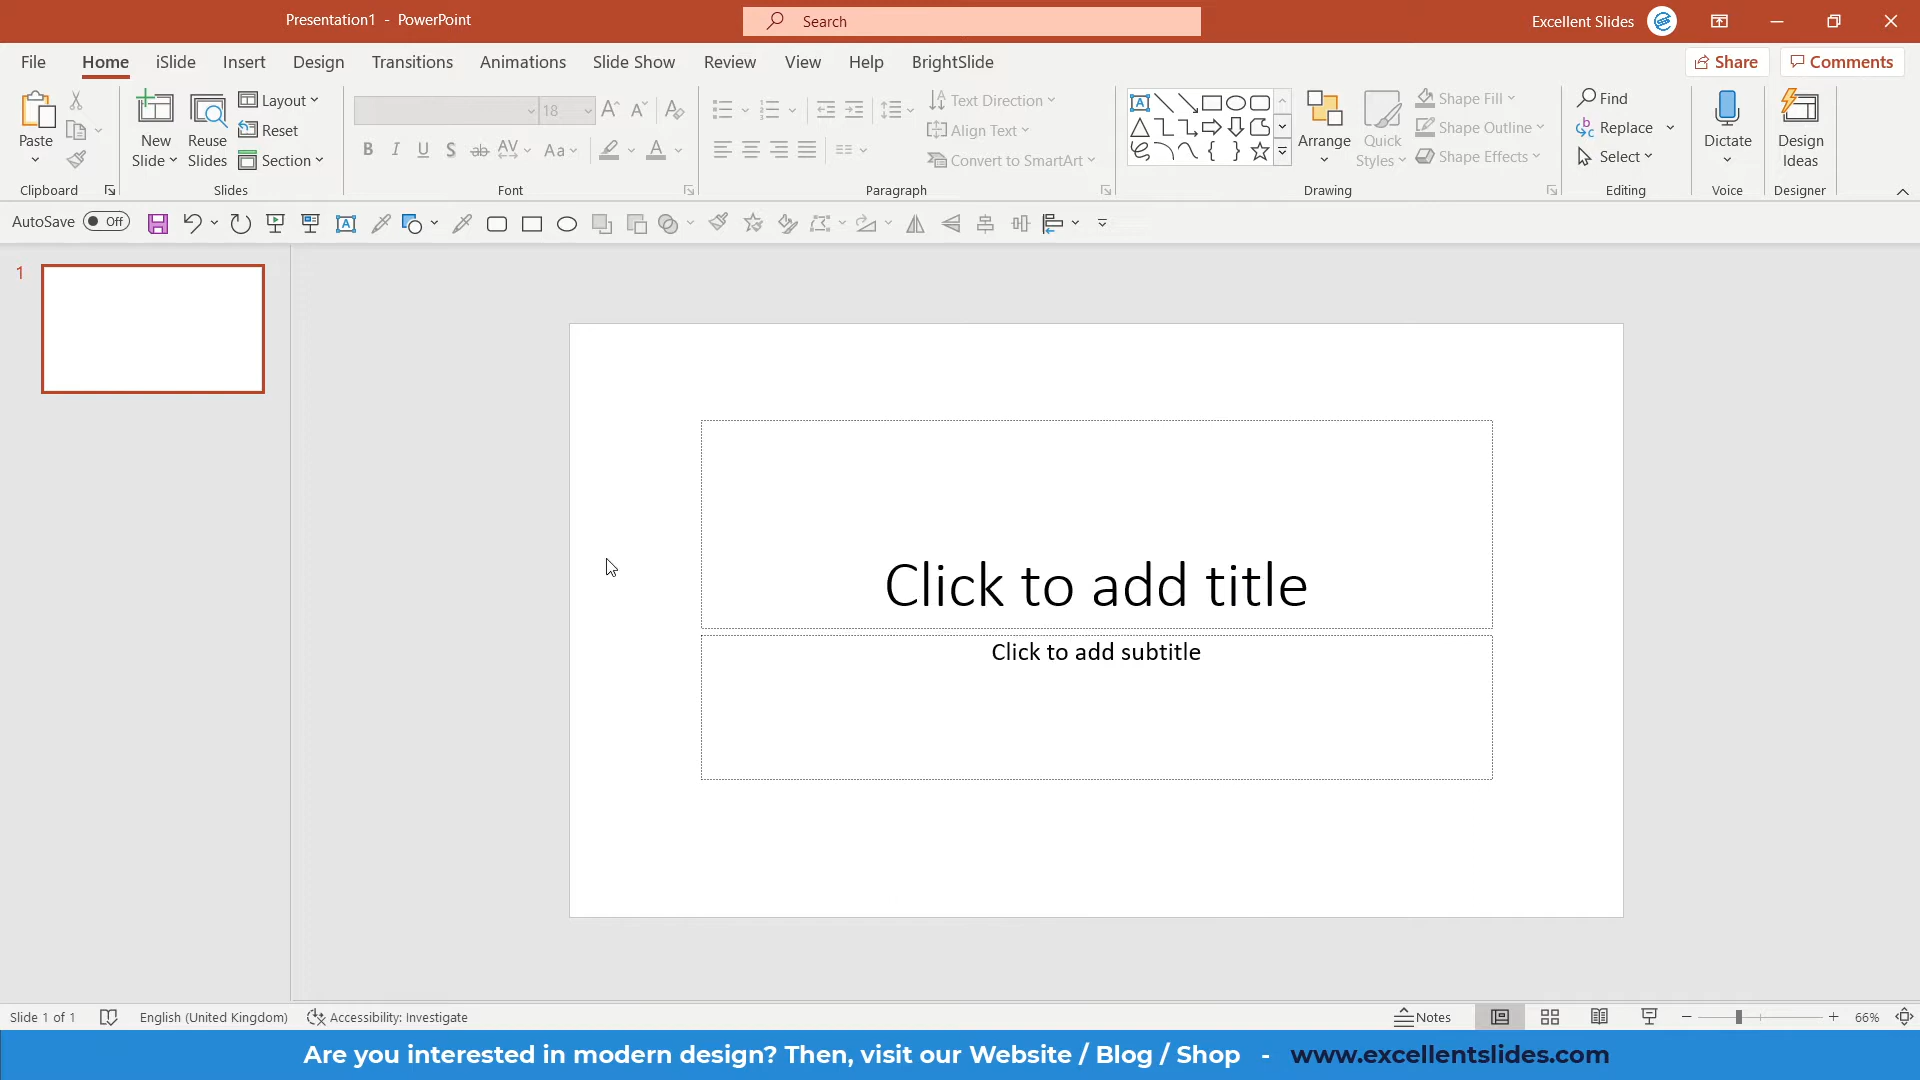 Presentation1 - PowerPoint
Search
Excellent Slides
File Home iSlide Insert Design Transitions Animations Slide Show Review View Help BrightSlide
Share Comments
Paste
New Slide
Reuse Slides
Layout
Reset
Section
18
B I U S ab AV Aa A
Text Direction
Align Text
Convert to SmartArt
A
Arrange
Quick Styles
Shape Fill
Shape Outline
Shape Effects
Find
Replace
Select
Dictate
Design Ideas
Clipboard Slides Font Paragraph Drawing Editing Voice Designer
AutoSave Off
1
Click to add title
Click to add subtitle
Slide 1 of 1 English (United Kingdom) Accessibility: Investigate Notes 66%
Are you interested in modern design? Then, visit our Website / Blog / Shop - www.excellentslides.com